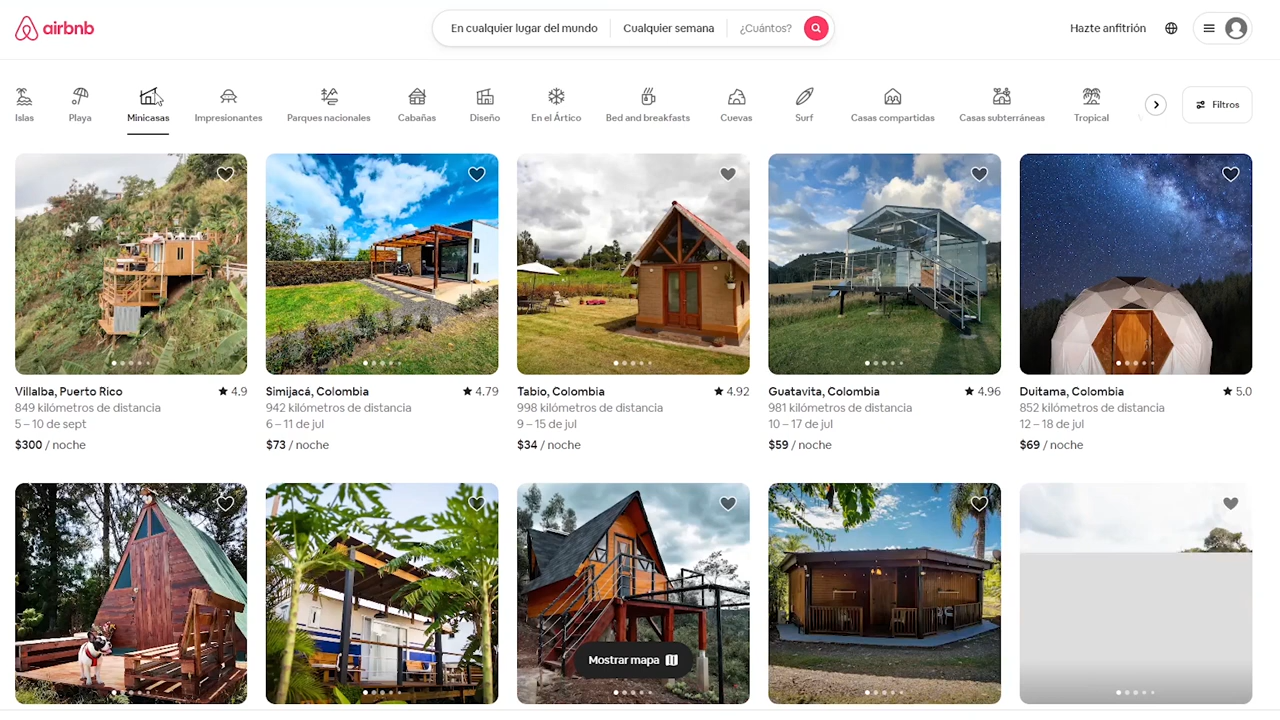 airbnb
En cualquier lugar del mundo
Cualquier semana
¿Cuántos?
Hazte anfitrión
Islas
Playa
Minicasas
Impresionantes
Parques nacionales
Cabañas
Diseño
En el Ártico
Bed and breakfasts
Cuevas
Surf
Casas compartidas
Casas subterráneas
Tropical
Filtros
Villalba, Puerto Rico
4.9
849 kilómetros de distancia
5 – 10 de sept
$300 / noche
Simijacá, Colombia
4.79
942 kilómetros de distancia
6 – 11 de jul
$73 / noche
Tabio, Colombia
4.92
998 kilómetros de distancia
9 – 15 de jul
$34 / noche
Guatavita, Colombia
4.96
981 kilómetros de distancia
10 – 17 de jul
$59 / noche
Duitama, Colombia
5.0
852 kilómetros de distancia
12 – 18 de jul
$69 / noche
Mostrar mapa